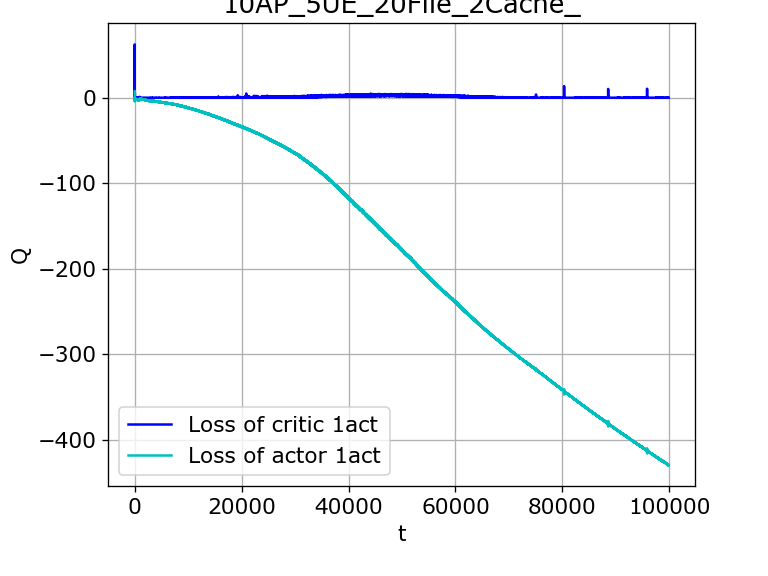 10AP_5UE_20File_2Cache_
0
−100
−200
−300
−400
Q
Loss of critic 1act
Loss of actor 1act
0
20000
40000
60000
80000
100000
t